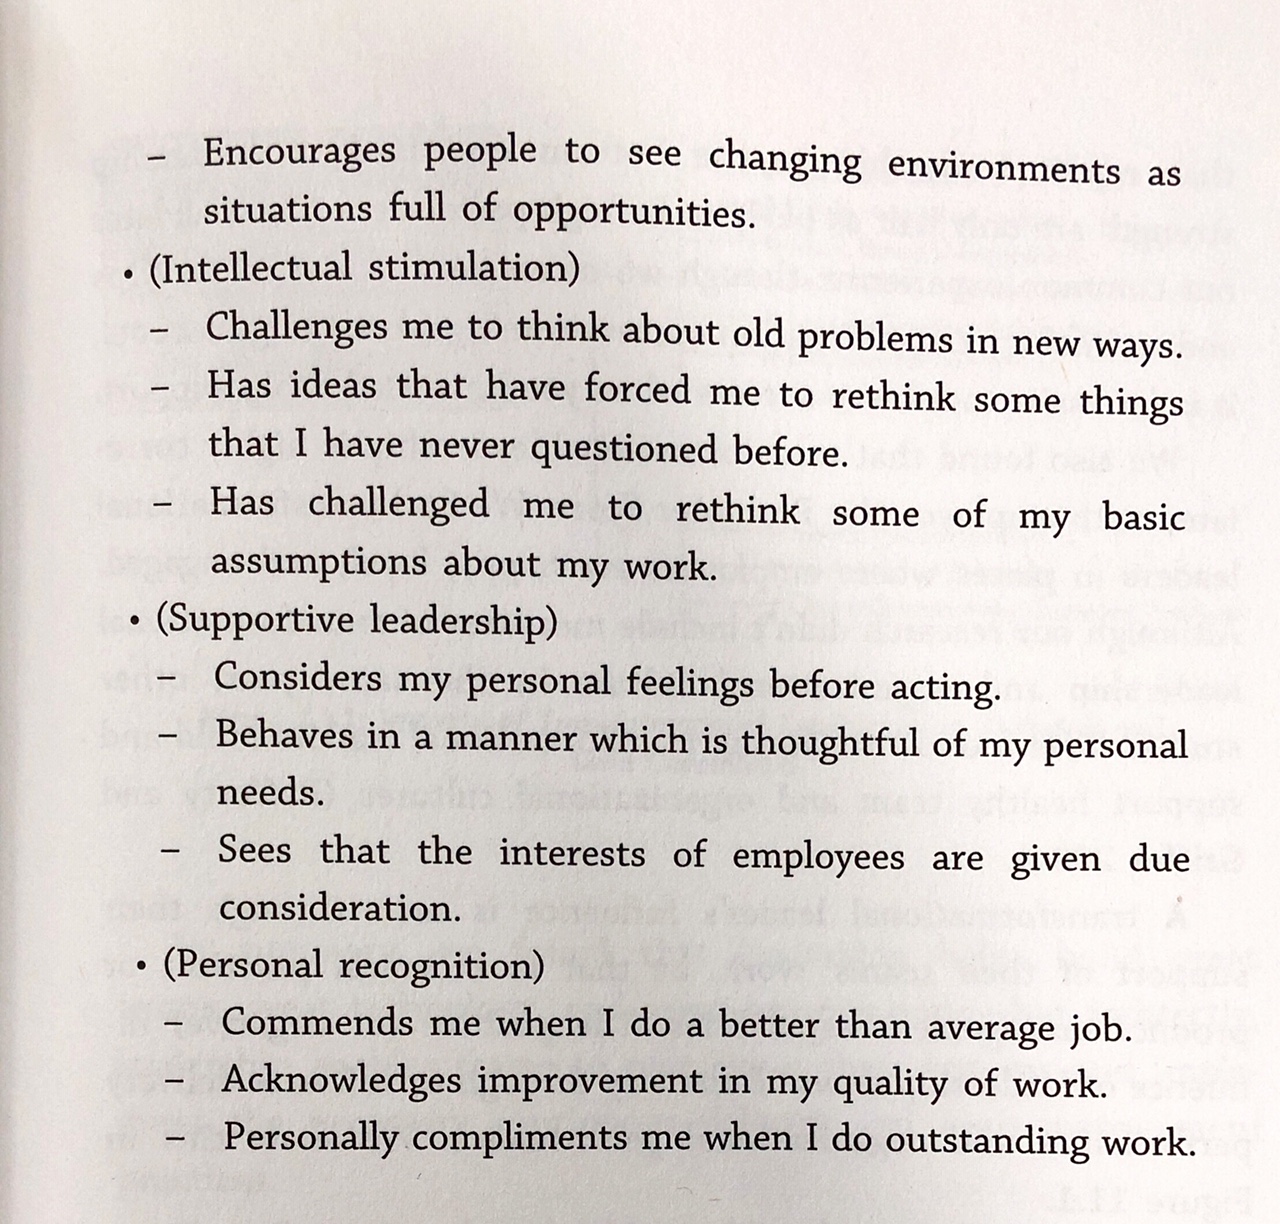 – Encourages people to see changing environments as
situations full of opportunities.
• (Intellectual stimulation)
– Challenges me to think about old problems in new ways.
– Has ideas that have forced me to rethink some things
that I have never questioned before.
– Has challenged me to rethink some of my basic
assumptions about my work.
• (Supportive leadership)
– Considers my personal feelings before acting.
– Behaves in a manner which is thoughtful of my personal
needs.
– Sees that the interests of employees are given due
consideration.
• (Personal recognition)
– Commends me when I do a better than average job.
– Acknowledges improvement in my quality of work.
– Personally compliments me when I do outstanding work.